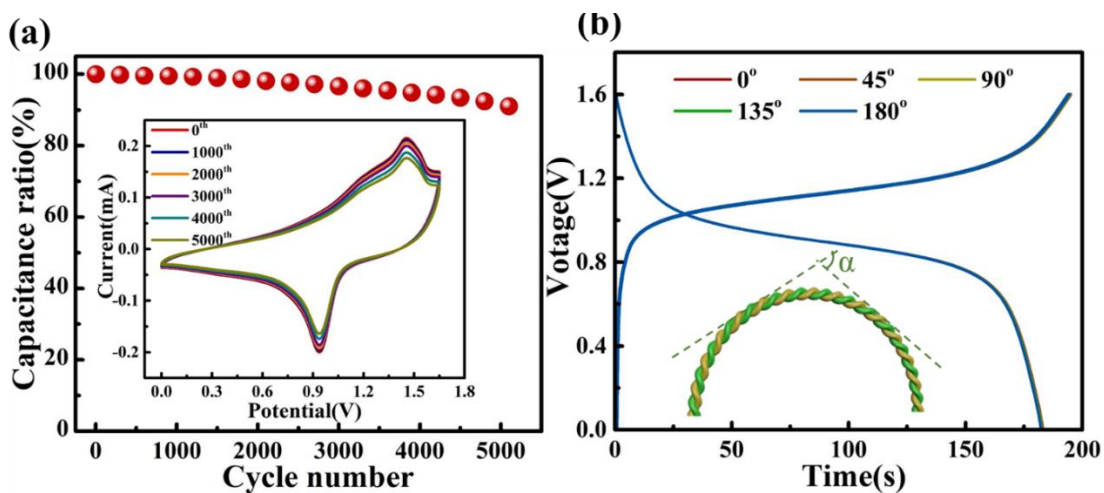 (a)
Capacitance ratio(%)
100
80
60
40
20
0
0 1000 2000 3000 4000 5000
Cycle number
0th
1000th
2000th
3000th
4000th
5000th
Current(mA)
0.2
0.1
0.0
-0.1
-0.2
0.0 0.3 0.6 0.9 1.2 1.5 1.8
Potential(V)
(b)
Votage(V)
1.6
1.2
0.8
0.4
0.0
0° 45° 90°
135° 180°
α
0 50 100 150 200
Time(s)